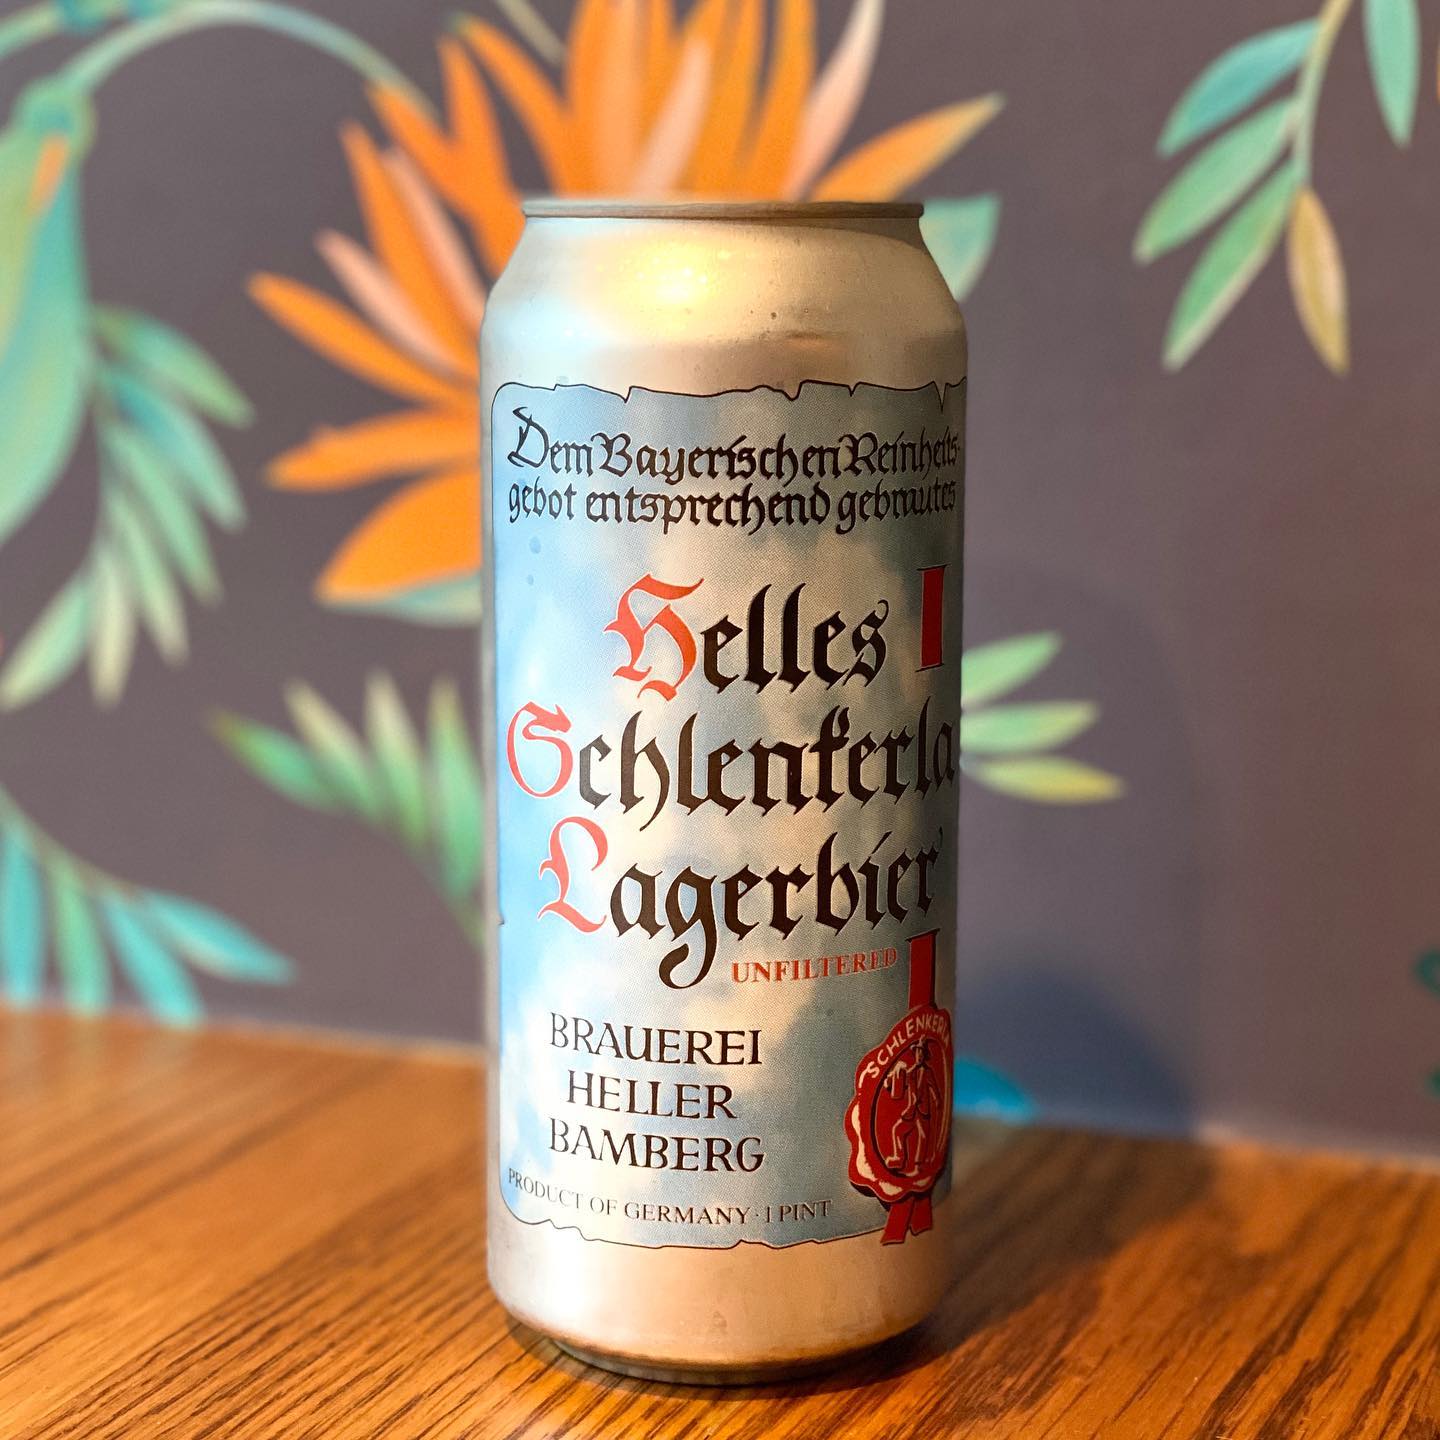 Dem Bayerischen Reinheits-
gebot entsprechend gebrautes
Helles
Schlenkerla
Lagerbier
UNFILTERED
SCHLENKERLA
BRAUEREI
HELLER
BAMBERG
PRODUCT OF GERMANY · 1 PINT